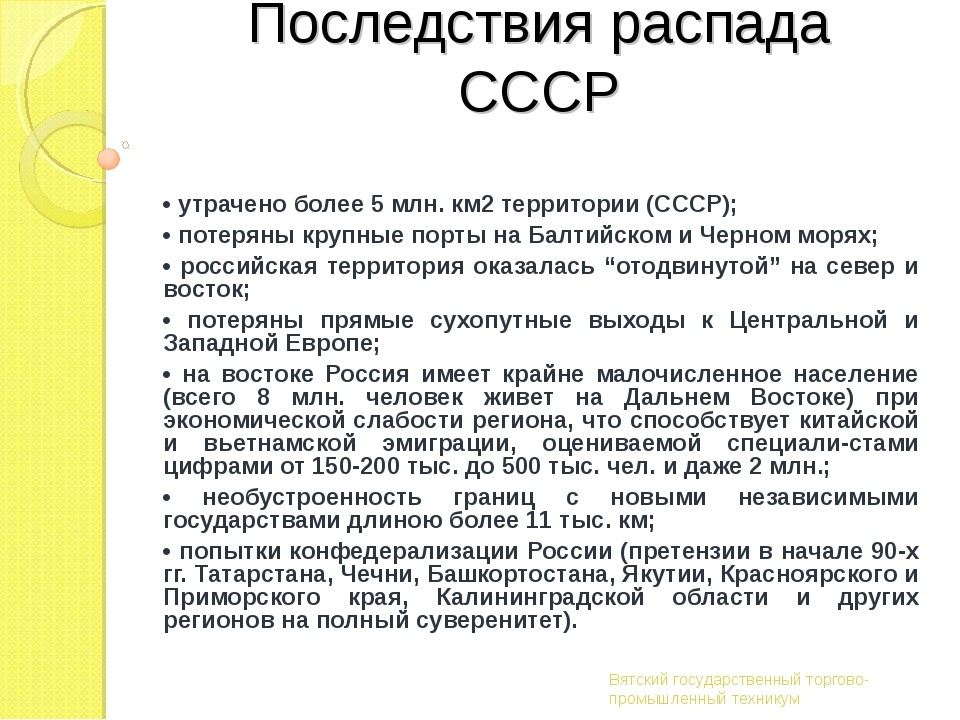 Последствия распада
СССР
• утрачено более 5 млн. км2 территории (СССР);
• потеряны крупные порты на Балтийском и Черном морях;
• российская территория оказалась “отодвинутой” на север и
восток;
• потеряны прямые сухопутные выходы к Центральной и
Западной Европе;
• на востоке Россия имеет крайне малочисленное население
(всего 8 млн. человек живет на Дальнем Востоке) при
экономической слабости региона, что способствует китайской
и вьетнамской эмиграции, оцениваемой специали-стами
цифрами от 150-200 тыс. до 500 тыс. чел. и даже 2 млн.;
• необустроенность границ с новыми независимыми
государствами длиною более 11 тыс. км;
• попытки конфедерализации России (претензии в начале 90-х
гг. Татарстана, Чечни, Башкортостана, Якутии, Красноярского и
Приморского края, Калининградской области и других
регионов на полный суверенитет).
Вятский государственный торгово-
промышленный техникум